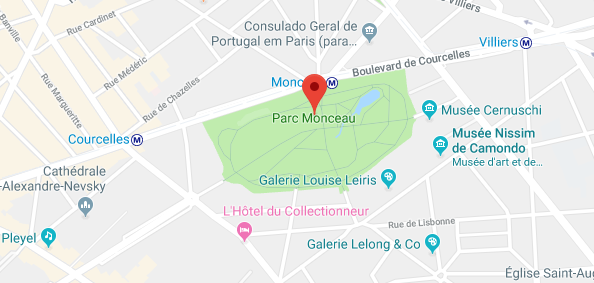 Villiers
Banville
Rue Cardinet
Consulado Geral de
Portugal em Paris (para...
Villiers M
Boulevard de Courcelles
Rue Médéric
Monc M
Rue de Chazelles
Rue Margueritte
Parc Monceau
Musée Cernuschi
Courcelles M
Musée Nissim
de Camondo
Musée d'art et de...
Cathédrale
-Alexandre-Nevsky
Galerie Louise Leiris
L'Hôtel du Collectionneur
Rue de Lisbonne
Pleyel
Galerie Lelong & Co
Église Saint-Aug